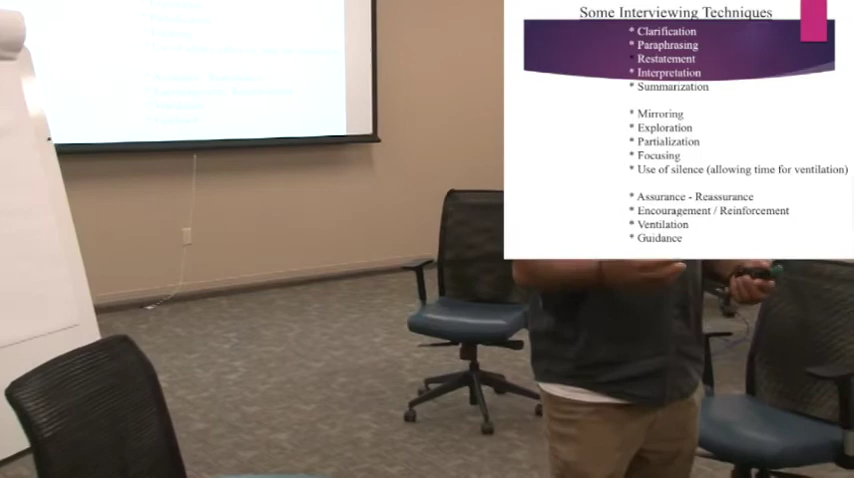 Some Interviewing Techniques
* Clarification
* Paraphrasing
* Restatement
* Interpretation
* Summarization
* Mirroring
* Exploration
* Partialization
* Focusing
* Use of silence (allowing time for ventilation)
* Assurance - Reassurance
* Encouragement / Reinforcement
* Ventilation
* Guidance